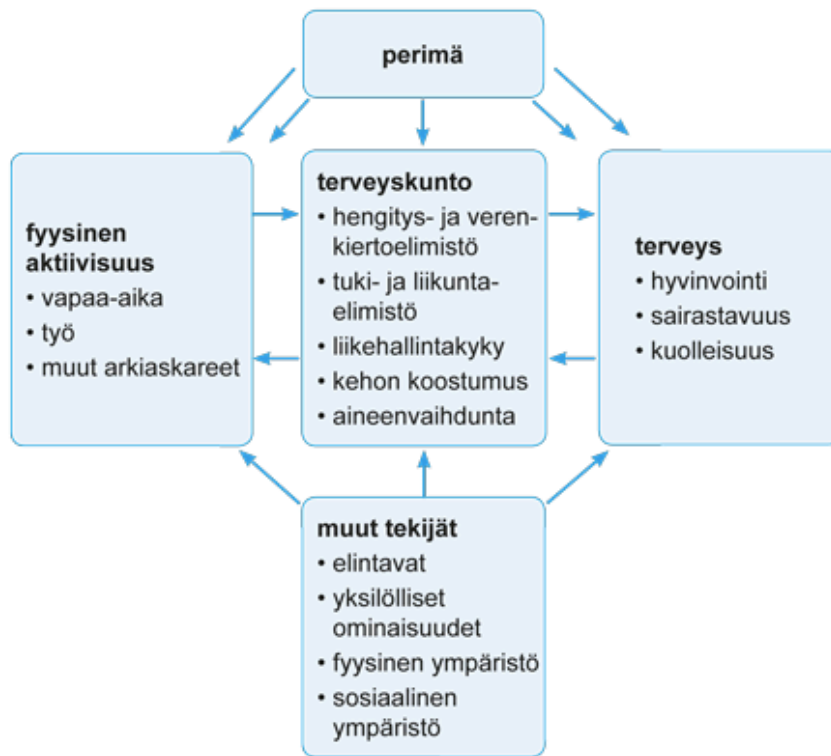 perimä
fyysinen
aktiivisuus
• vapaa-aika
• työ
• muut arkiaskareet
terveyskunto
• hengitys- ja veren-
kiertoelimistö
• tuki- ja liikunta-
elimistö
• liikehallintakyky
• kehon koostumus
• aineenvaihdunta
terveys
• hyvinvointi
• sairastavuus
• kuolleisuus
muut tekijät
• elintavat
• yksilölliset
ominaisuudet
• fyysinen ympäristö
• sosiaalinen
ympäristö